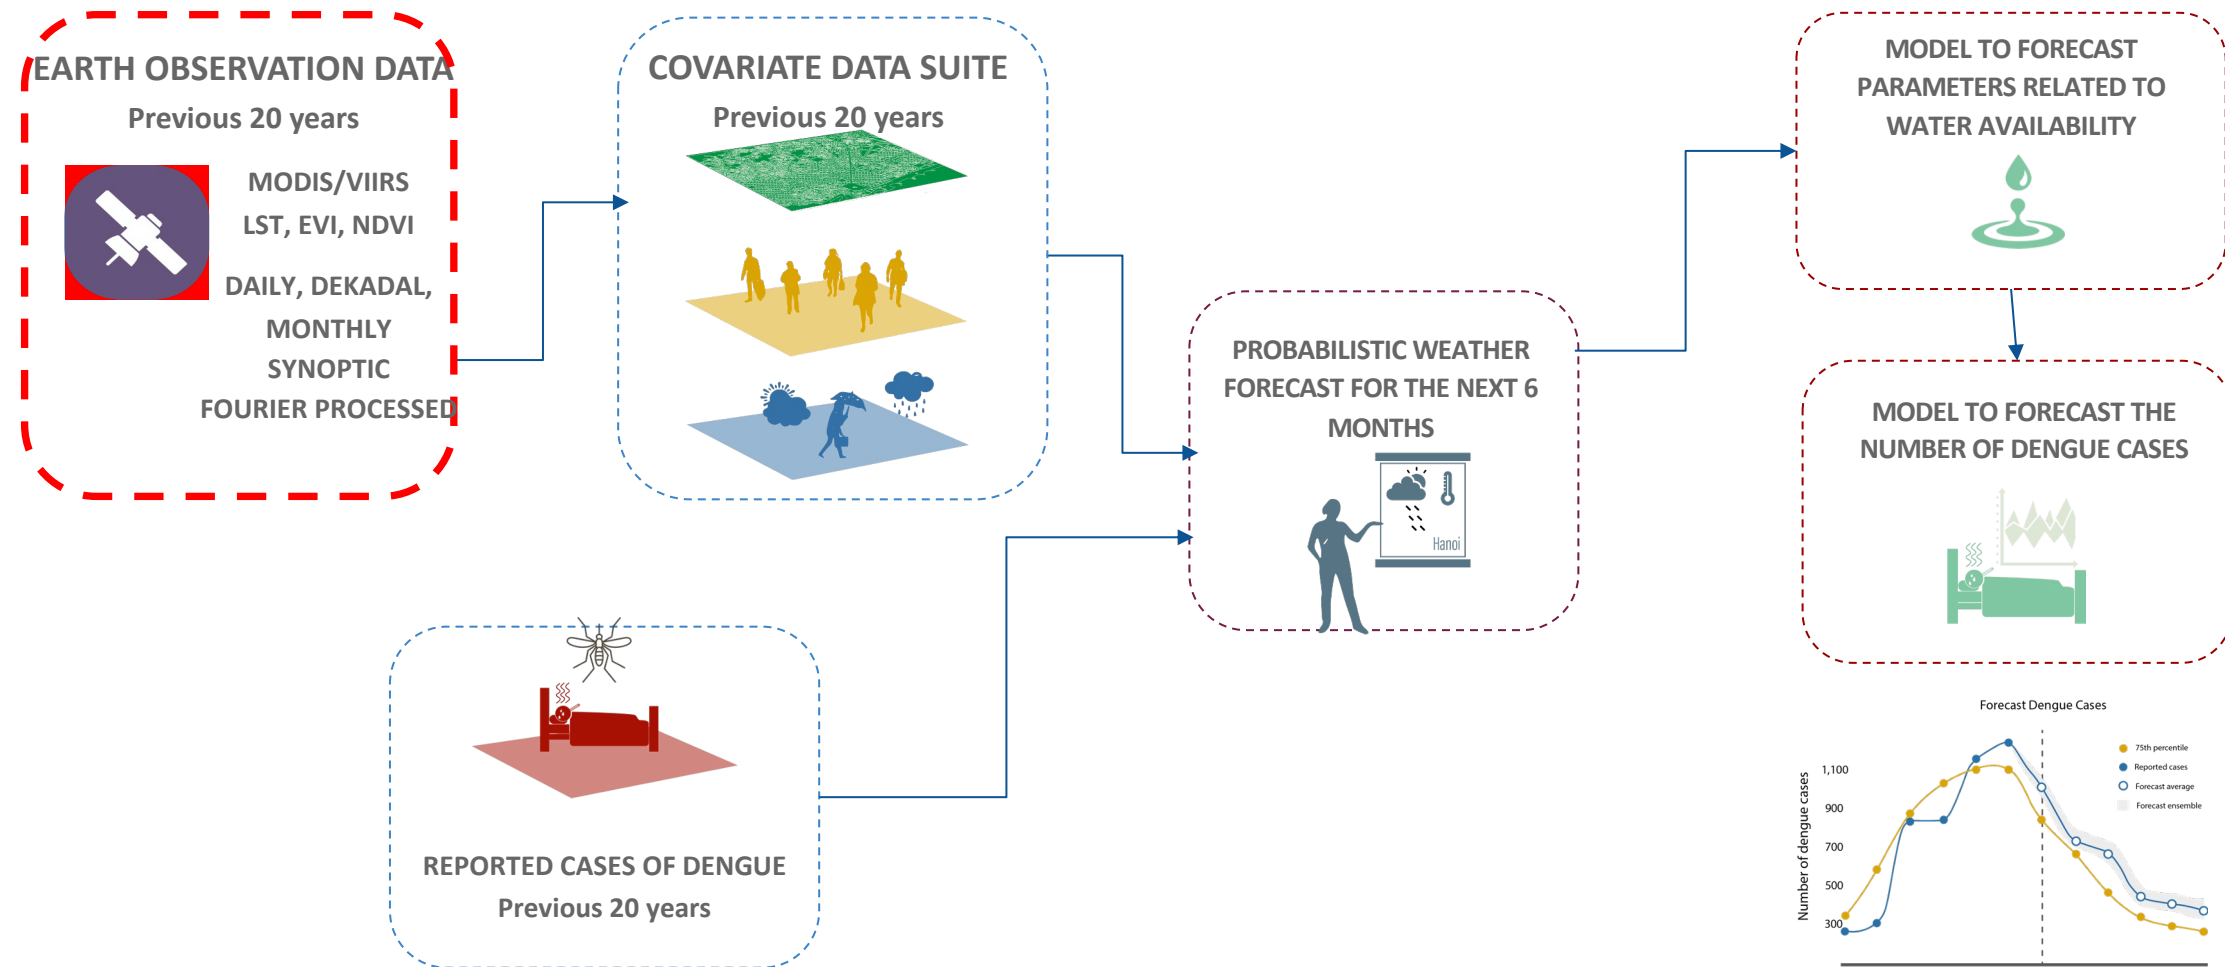 EARTH OBSERVATION DATA
Previous 20 years
MODIS/VIIRS
LST, EVI, NDVI
DAILY, DEKADAL,
MONTHLY
SYNOPTIC
FOURIER PROCESSED
COVARIATE DATA SUITE
Previous 20 years
REPORTED CASES OF DENGUE
Previous 20 years
PROBABILISTIC WEATHER
FORECAST FOR THE NEXT 6
MONTHS
Hanoi
MODEL TO FORECAST
PARAMETERS RELATED TO
WATER AVAILABILITY
MODEL TO FORECAST THE
NUMBER OF DENGUE CASES
Forecast Dengue Cases
75th percentile
Reported cases
Forecast average
Forecast ensemble
Number of dengue cases
1,100
900
700
500
300